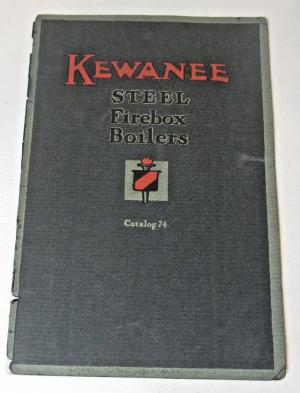 KEWANEE
STEEL
Firebox
Boilers
Catalog 74